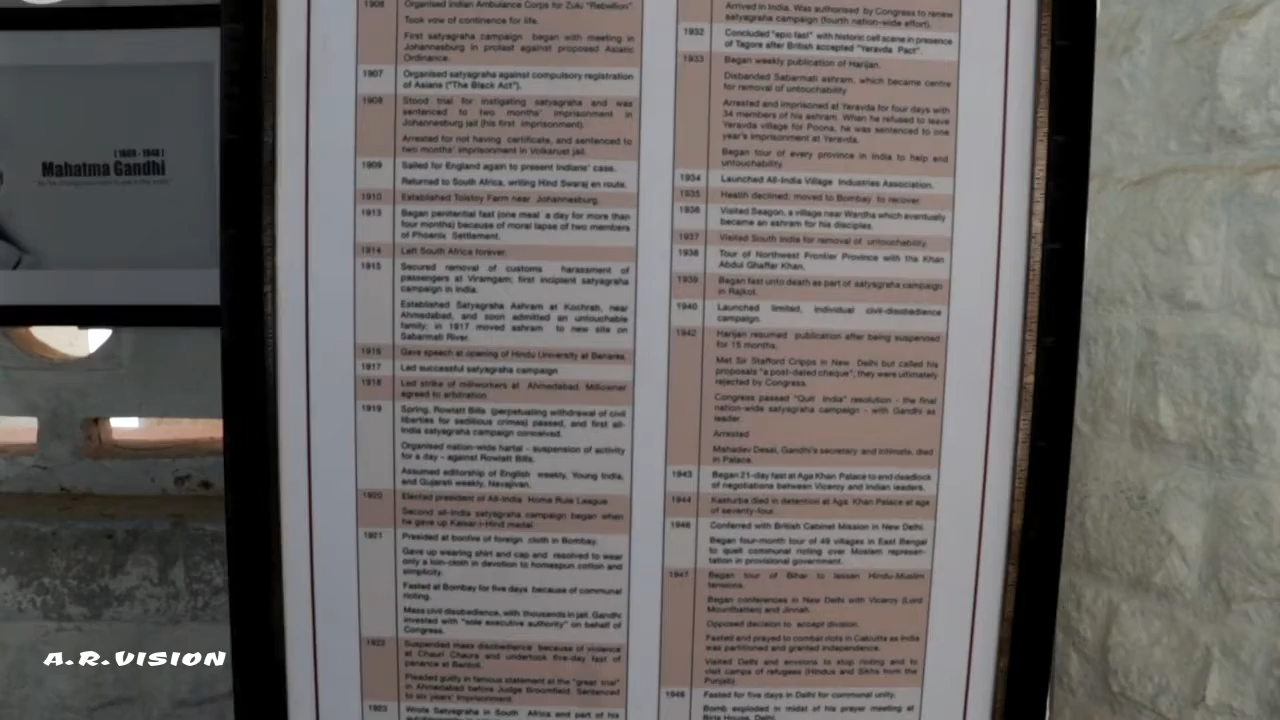 ( 1869 - 1948 )
Mahatma Gandhi
1906 Organised Indian Ambulance Corps for Zulu "Rebellion".
Took vow of continence for life.
First satyagraha campaign began with meeting in
Johannesburg in protest against proposed Asiatic
Ordinance.
1907 Organised satyagraha against compulsory registration
of Asians ("The Black Act").
1908 Stood trial for instigating satyagraha and was
sentenced to two months' imprisonment in
Johannesburg jail (his first imprisonment).
Arrested for not having certificate, and sentenced to
two months' imprisonment in Volksrust jail.
1909 Sailed for England again to present Indians' case.
Returned to South Africa, writing Hind Swaraj en route.
1910 Established Tolstoy Farm near Johannesburg.
1913 Began penitential fast (one meal a day for more than
four months) because of moral lapse of two members
of Phoenix Settlement.
1914 Left South Africa forever.
1915 Secured removal of customs harassment of
passengers at Viramgam; first incipient satyagraha
campaign in India.
Established Satyagraha Ashram at Kochrab, near
Ahmedabad, and soon admitted an untouchable
family; in 1917 moved ashram to new site on
Sabarmati River.
1916 Gave speech at opening of Hindu University at Benares.
1917 Led successful satyagraha campaign
1918 Led strike of millworkers at Ahmedabad. Millowner
agreed to arbitration
1919 Spring, Rowlatt Bills (perpetuating withdrawal of civil
liberties for seditious crimes) passed, and first all-
India satyagraha campaign conceived.
Organised nation-wide hartal - suspension of activity
for a day - against Rowlatt Bills.
Assumed editorship of English weekly, Young India,
and Gujarati weekly, Navajivan.
1920 Elected president of All-India Home Rule League
Second all-India satyagraha campaign began when
he gave up Kaisar-i-Hind medal.
1921 Presided at bonfire of foreign cloth in Bombay.
Gave up wearing shirt and cap and resolved to wear
only a loin-cloth in devotion to homespun cotton and
simplicity.
Fasted at Bombay for five days because of communal
rioting.
Mass civil disobedience, with thousands in jail. Gandhi
invested with "sole executive authority" on behalf of
Congress.
1922 Suspended mass disobedience because of violence
at Chauri Chaura and undertook five-day fast of
penance at Bardoli.
Pleaded guilty in famous statement at the "great trial"
in Ahmedabad before Judge Broomfield. Sentenced
to six years' imprisonment.
1923 Wrote Satyagraha in South Africa and part of his
Arrived in India. Was authorised by Congress to renew
satyagraha campaign (fourth nation-wide effort).
1932 Concluded "epic fast" with historic cell scene in presence
of Tagore after British accepted "Yeravda Pact".
1933 Began weekly publication of Harijan.
Disbanded Sabarmati ashram, which became centre
for removal of untouchability
Arrested and imprisoned at Yeravda for four days with
34 members of his ashram. When he refused to leave
Yeravda village for Poona, he was sentenced to one
year's imprisonment at Yeravda.
Began tour of every province in India to help end
untouchability.
1934 Launched All-India Village Industries Association.
1935 Health declined; moved to Bombay to recover.
1936 Visited Seagon, a village near Wardha which eventually
became an ashram for his disciples.
1937 Visited South India for removal of untouchability.
1938 Tour of Northwest Frontier Province with tha Khan
Abdul Ghaffar Khan.
1939 Began fast unto death as part of satyagraha campaign
in Rajkot.
1940 Launched limited, individual civil-disobedience
campaign.
1942 Harijan resumed publication after being suspended
for 15 months.
Met Sir Stafford Cripps in New Delhi but called his
proposals "a post-dated cheque"; they were ultimately
rejected by Congress.
Congress passed "Quit India" resolution - the final
nation-wide satyagraha campaign - with Gandhi as
leader
Arrested
Mahadev Desai, Gandhi's secretary and intimate, died
in Palace.
1943 Began 21-day fast at Aga Khan Palace to end deadlock
of negotiations between Viceroy and Indian leaders.
1944 Kasturba died in detention at Aga Khan Palace at age
of seventy-four.
1946 Conferred with British Cabinet Mission in New Delhi.
Began four-month tour of 49 villages in East Bengal
to quell communal rioting over Moslem represen-
tation in provisional government.
1947 Began tour of Bihar to lessen Hindu-Muslim
tensions.
Began conferences in New Delhi with Viceroy (Lord
Mountbatten) and Jinnah.
Opposed decision to accept division.
Fasted and prayed to combat riots in Calcutta as India
was partitioned and granted independence.
Visited Delhi and environs to stop rioting and to
visit camps of refugees (Hindus and Sikhs from the
Punjab).
1948 Fasted for five days in Delhi for communal unity.
Bomb exploded in midst of his prayer meeting at
Birla House, Delhi.
A.R.VISION